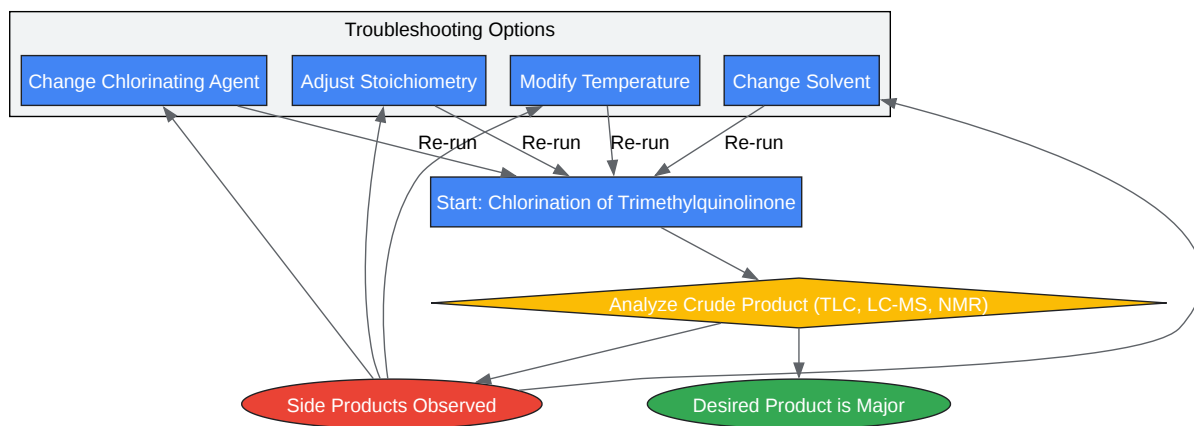 Troubleshooting Options
Change Chlorinating Agent
Adjust Stoichiometry
Modify Temperature
Change Solvent
Re-run
Re-run
Re-run
Re-run
Start: Chlorination of Trimethylquinolinone
Analyze Crude Product (TLC, LC-MS, NMR)
Side Products Observed
Desired Product is Major